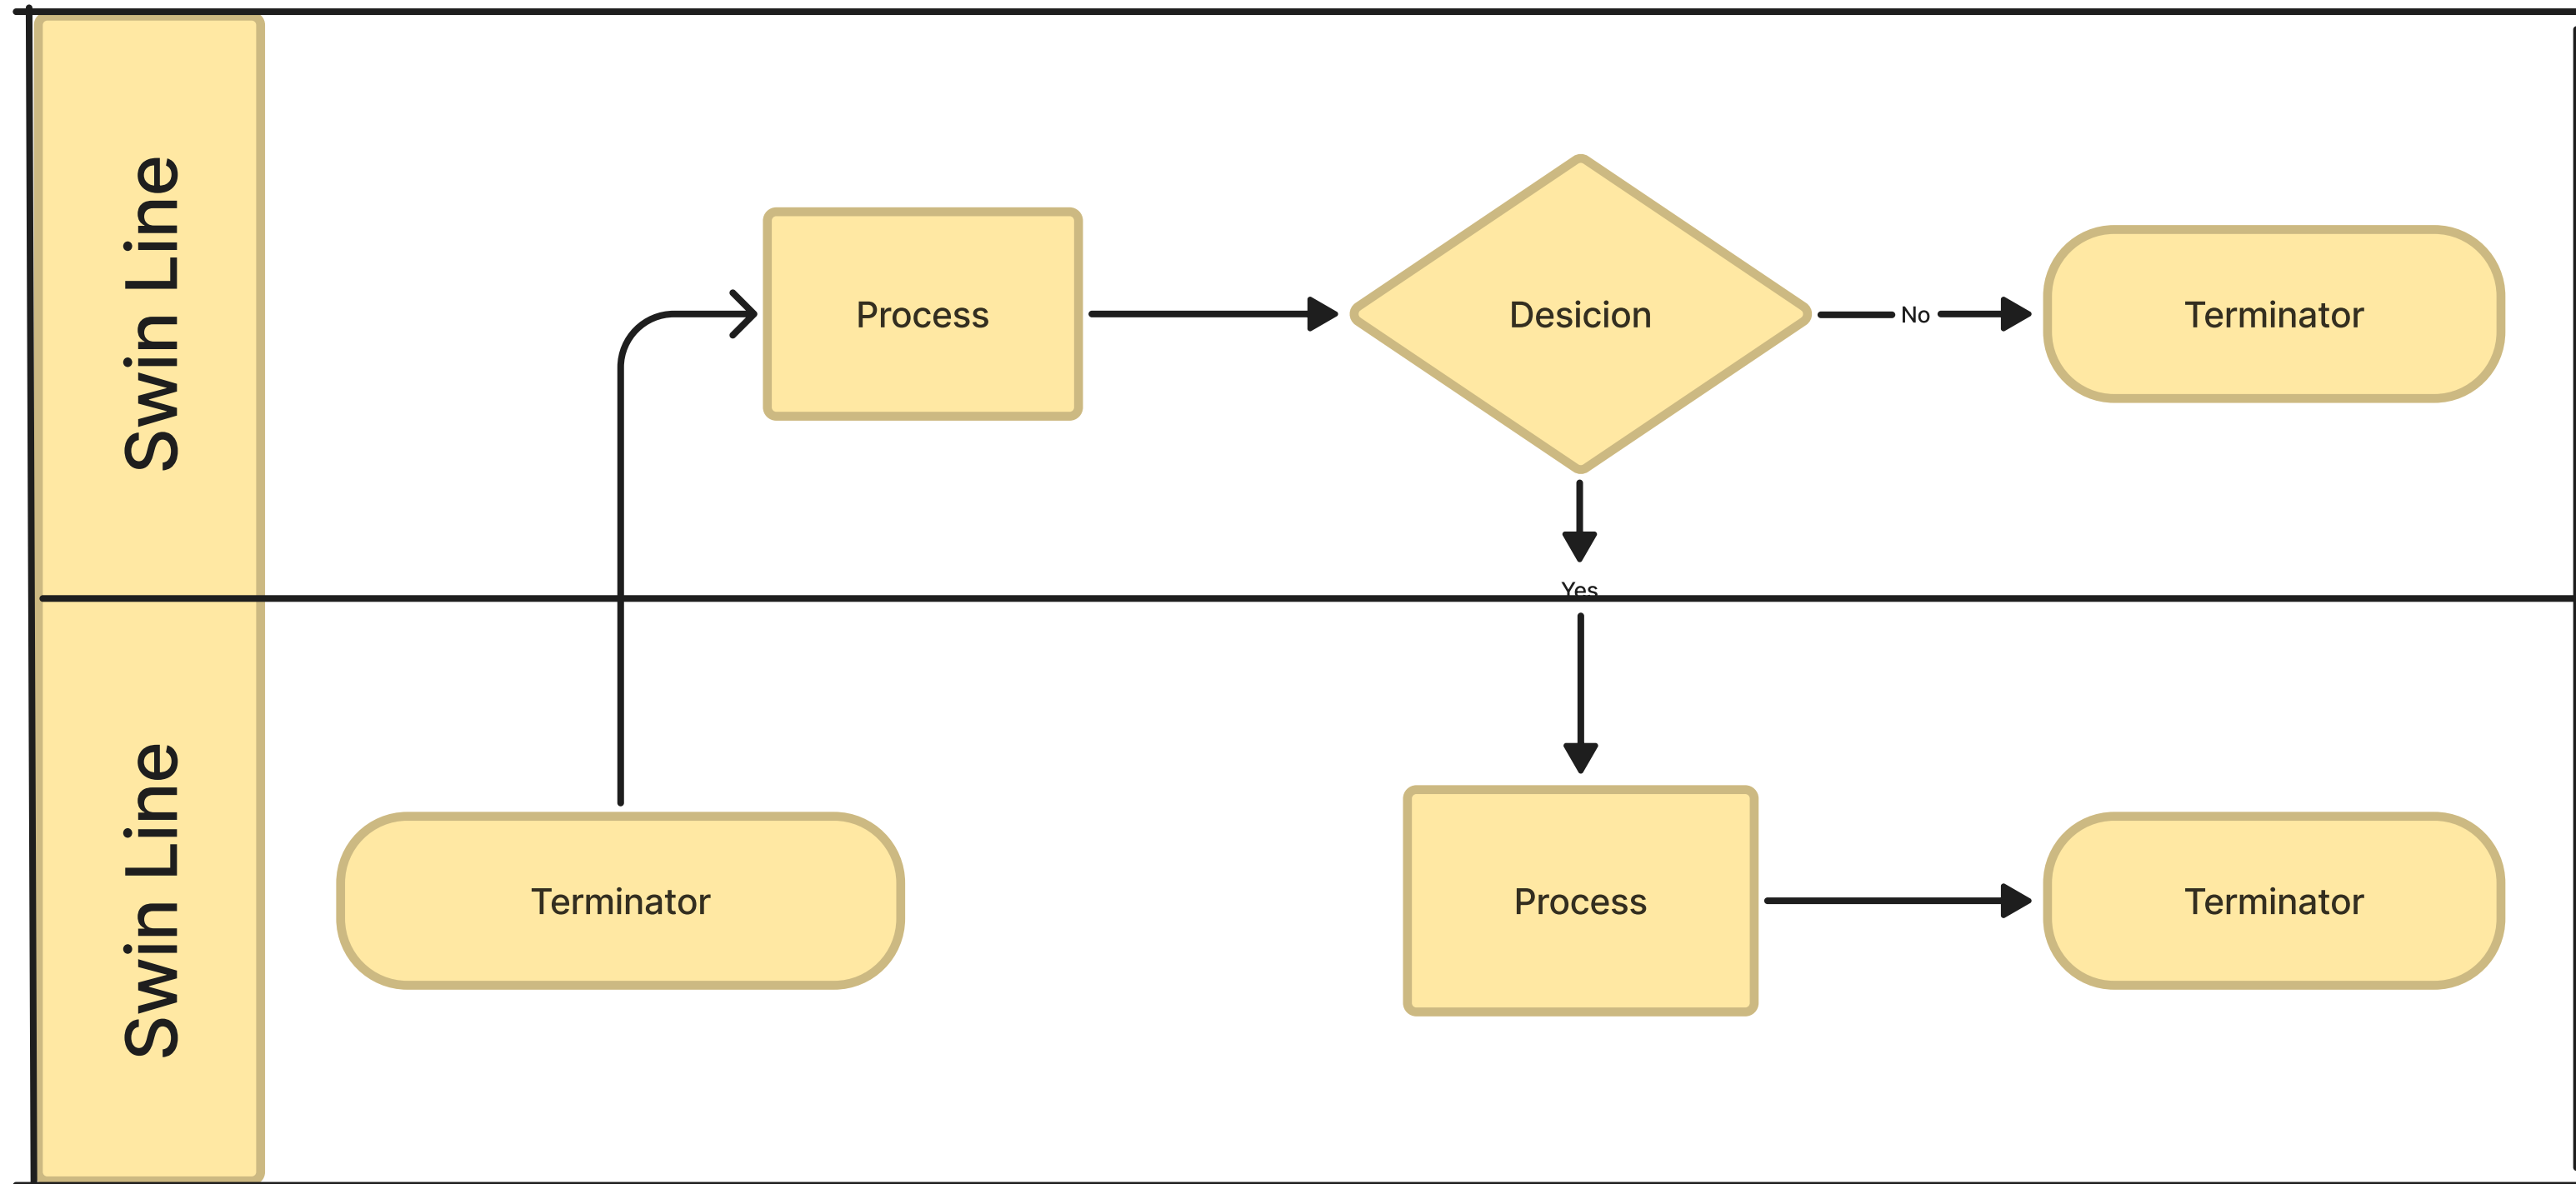 Swin Line
Process
Desicion
No
Terminator
Yes
Swin Line
Terminator
Process
Terminator